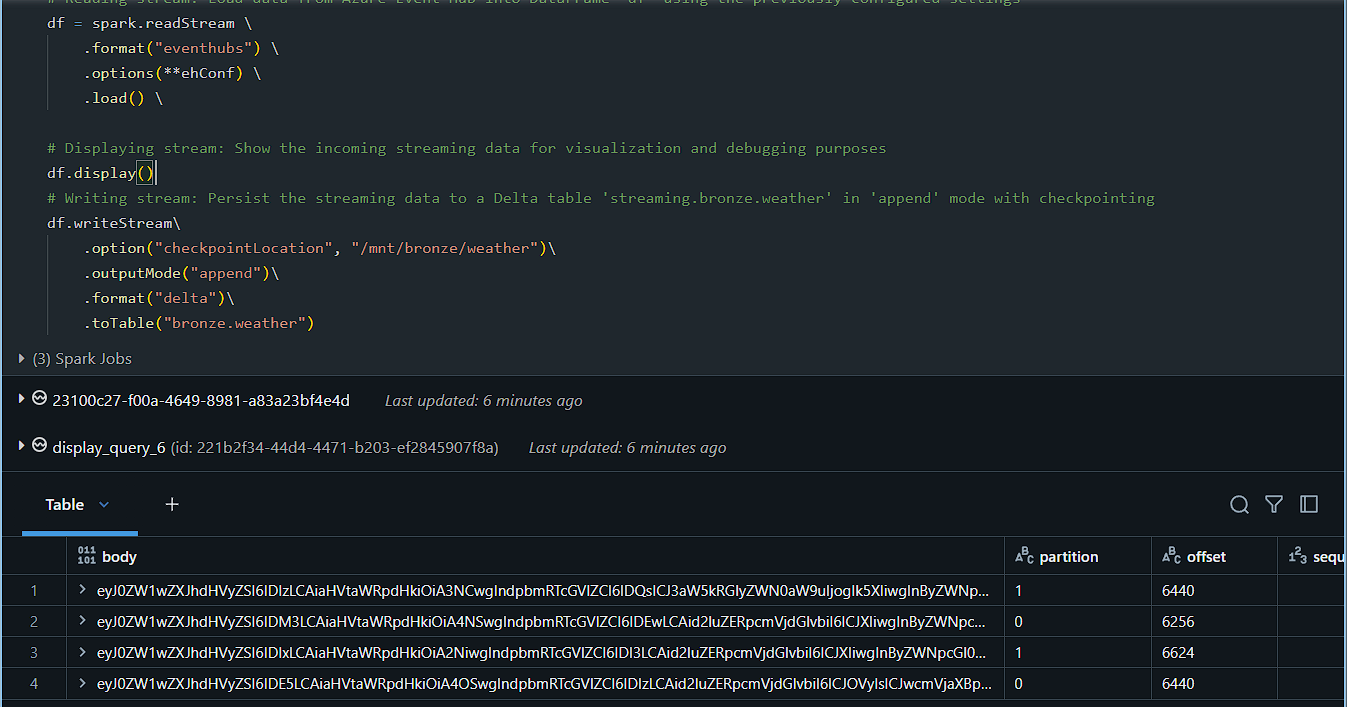 # Reading stream: Load data from Azure Event Hub into DataFrame 'df' using the previously configured settings
df = spark.readStream \
.format("eventhubs") \
.options(**ehConf) \
.load() \
# Displaying stream: Show the incoming streaming data for visualization and debugging purposes
df.display()
# Writing stream: Persist the streaming data to a Delta table 'streaming.bronze.weather' in 'append' mode with checkpointing
df.writeStream\
.option("checkpointLocation", "/mnt/bronze/weather")\
.outputMode("append")\
.format("delta")\
.toTable("bronze.weather")
(3) Spark Jobs
23100c27-f00a-4649-8981-a83a23bf4e4d Last updated: 6 minutes ago
display_query_6 (id: 221b2f34-44d4-4471-b203-ef2845907f8a) Last updated: 6 minutes ago
Table +
011 101 body ABC partition ABC offset 123 sequ
1 1 6440
2 0 6256
3 1 6624
4 0 6440